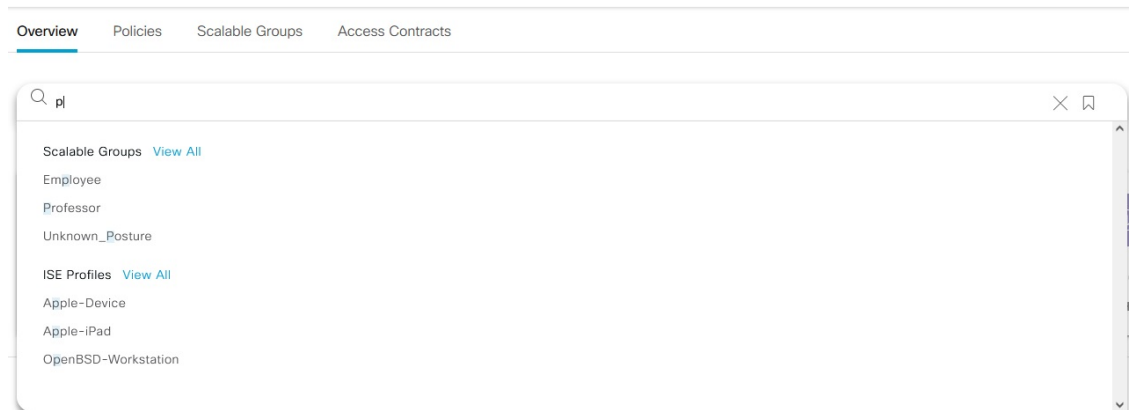 Overview Policies Scalable Groups Access Contracts
p
Scalable Groups View All
Employee
Professor
Unknown_Posture
ISE Profiles View All
Apple-Device
Apple-iPad
OpenBSD-Workstation